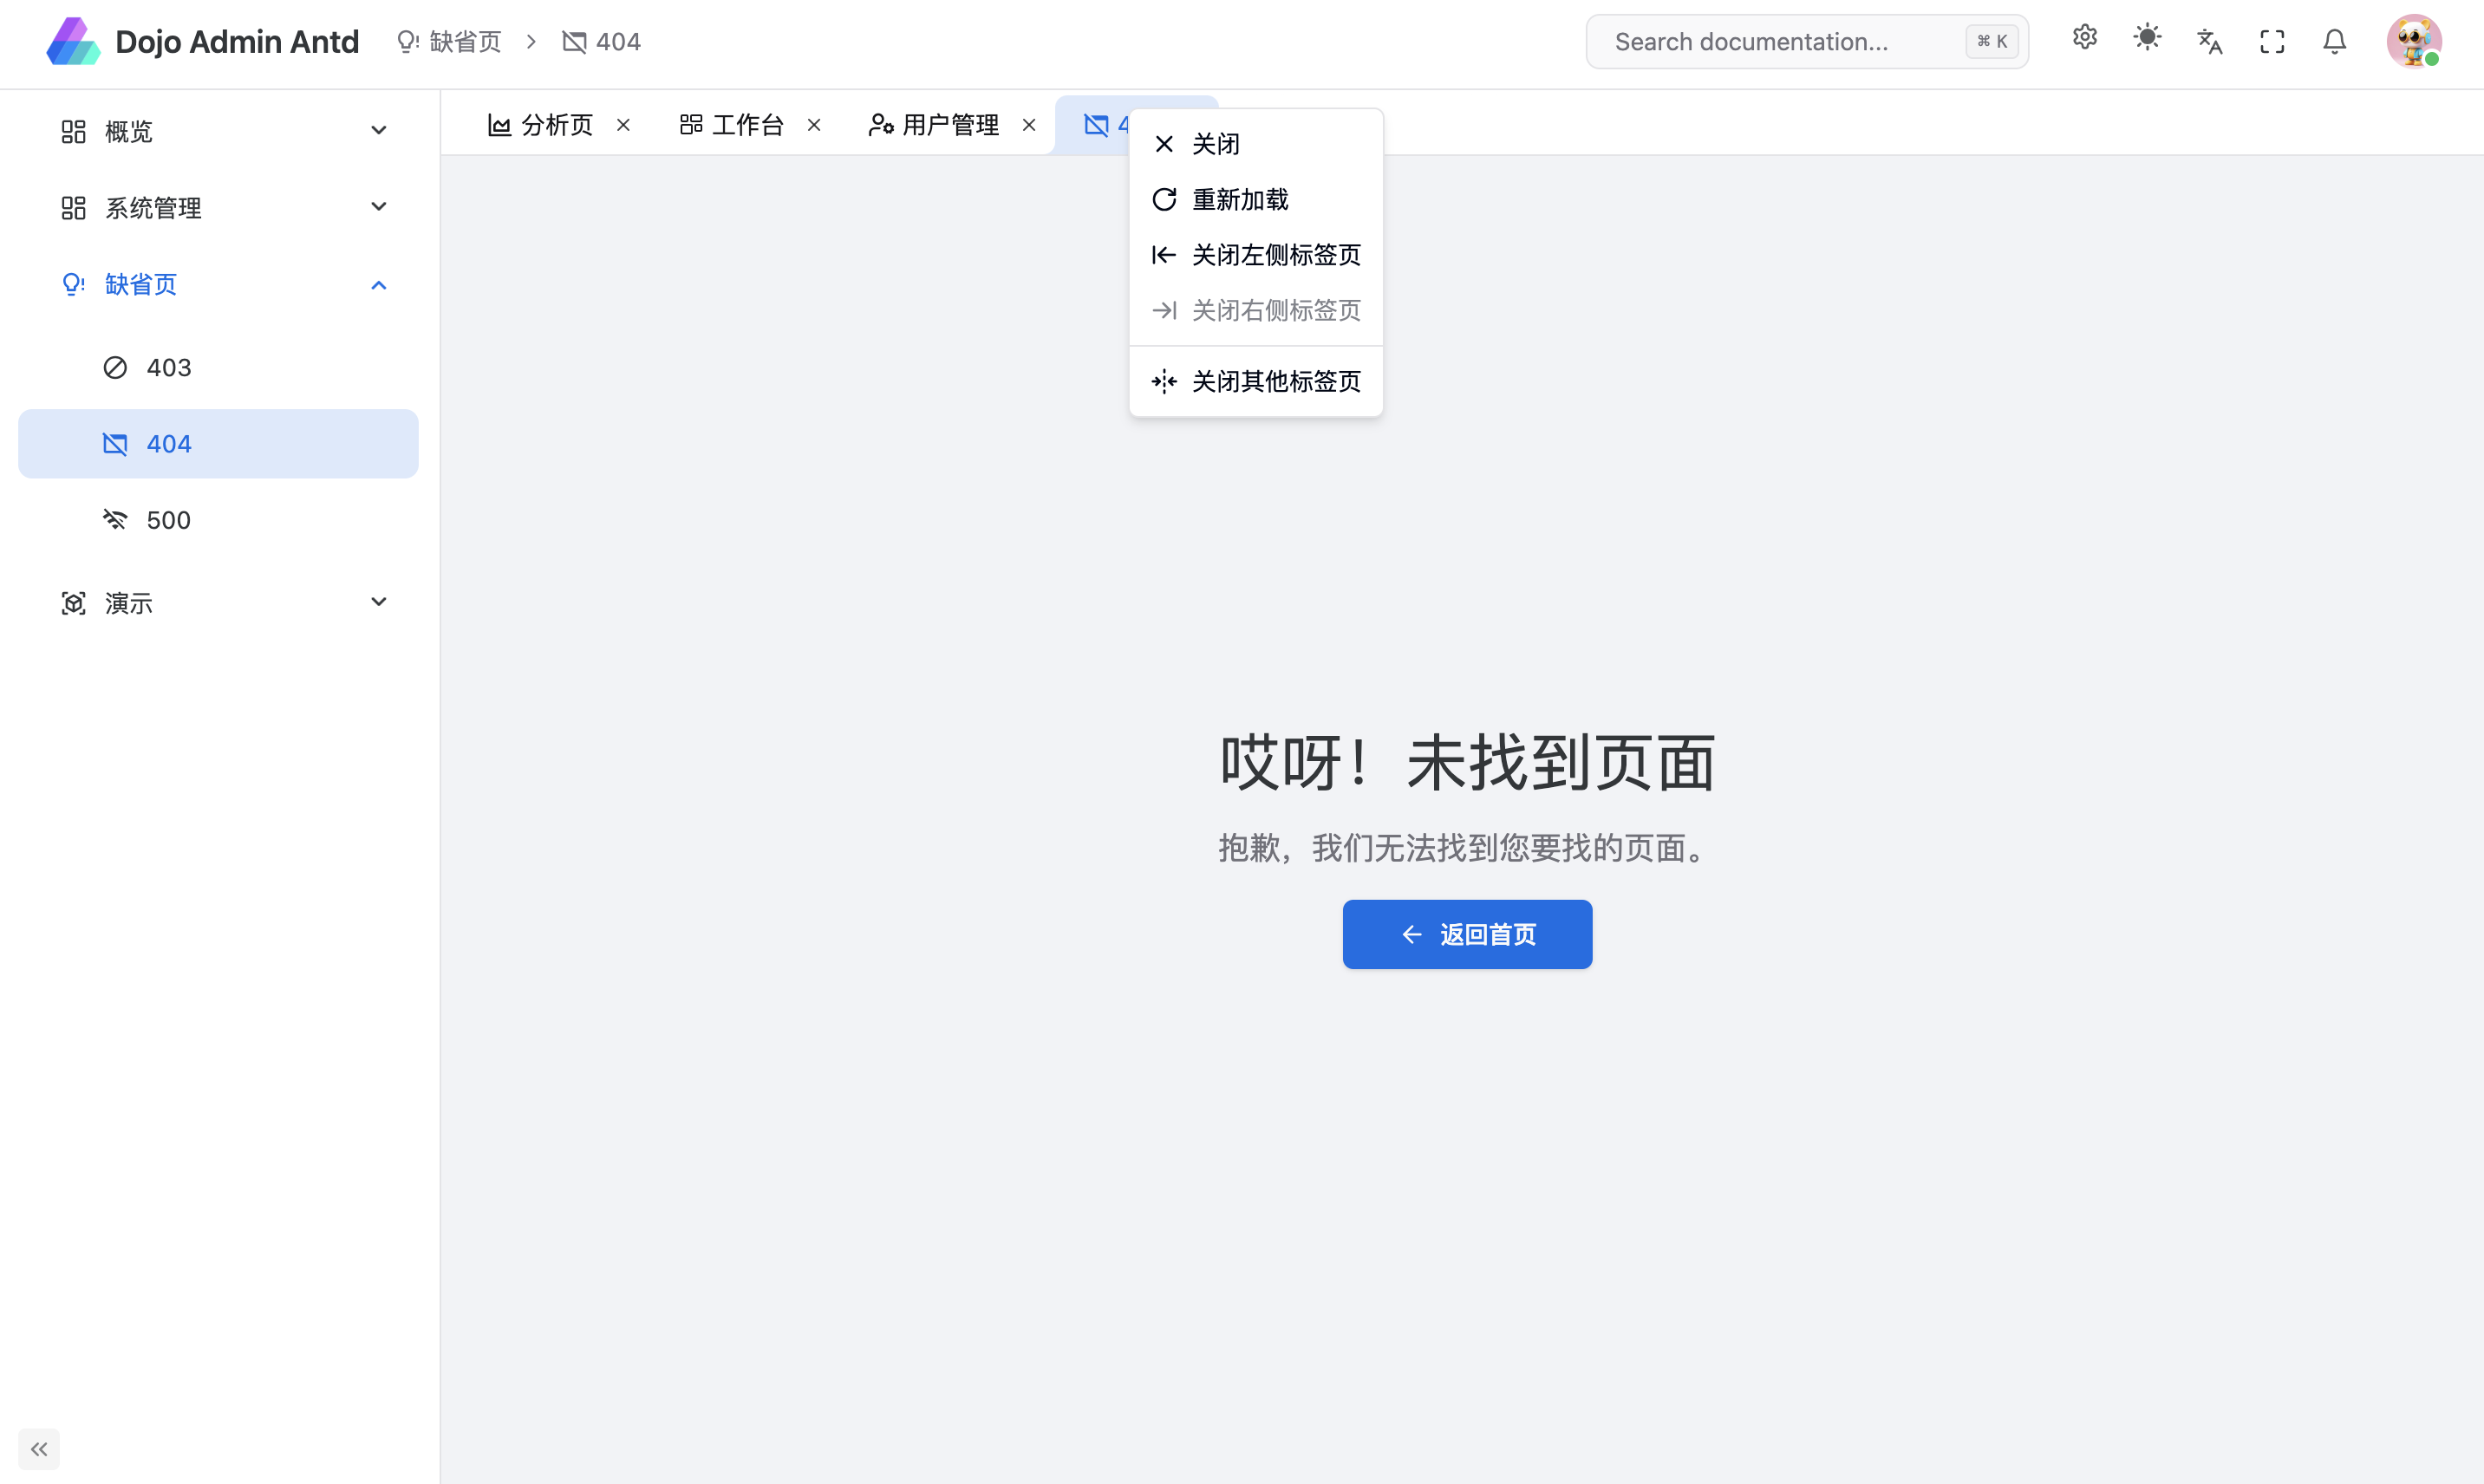 Dojo Admin Antd
缺省页
404
Search documentation...
⌘ K
概览
系统管理
缺省页
403
404
500
演示
分析页
工作台
用户管理
4
关闭
重新加载
关闭左侧标签页
关闭右侧标签页
关闭其他标签页
哎呀！未找到页面
抱歉，我们无法找到您要找的页面。
返回首页